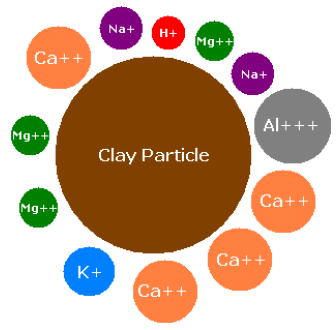 Na+
H+
Mg++
Ca++
Na+
Al+++
Mg++
Clay Particle
Mg++
Ca++
Ca++
K+
Ca++